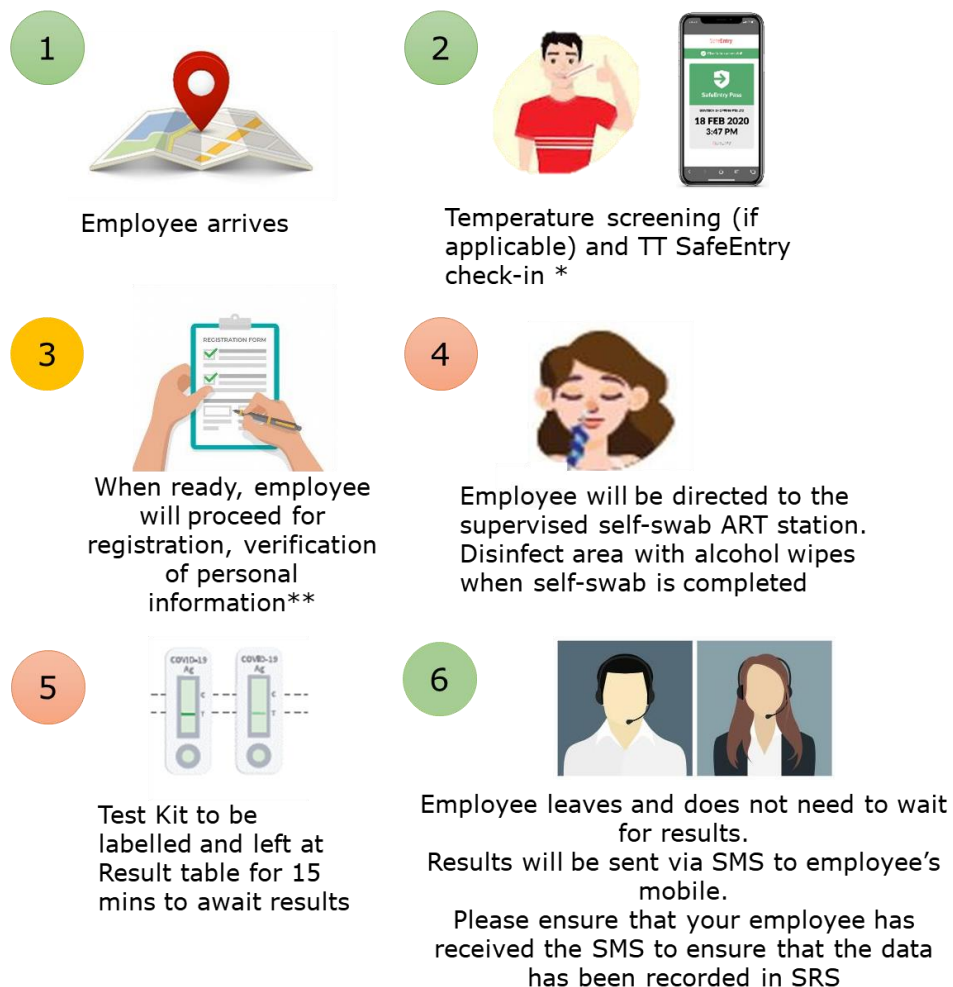 1
Employee arrives
2
SafeEntry
SafeEntry Pass
18 FEB 2020
3:47 PM
Temperature screening (if
applicable) and TT SafeEntry
check-in *
3
REGISTRATION FORM
When ready, employee
will proceed for
registration, verification
of personal
information**
4
Employee will be directed to the
supervised self-swab ART station.
Disinfect area with alcohol wipes
when self-swab is completed
5
COVID-19
Ag
C
T
COVID-19
Ag
C
T
Test Kit to be
labelled and left at
Result table for 15
mins to await results
6
Employee leaves and does not need to wait
for results.
Results will be sent via SMS to employee's
mobile.
Please ensure that your employee has
received the SMS to ensure that the data
has been recorded in SRS